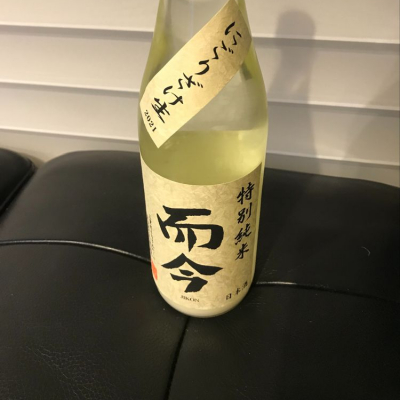 にごりざけ生
2021
特別純米
而今
日本酒